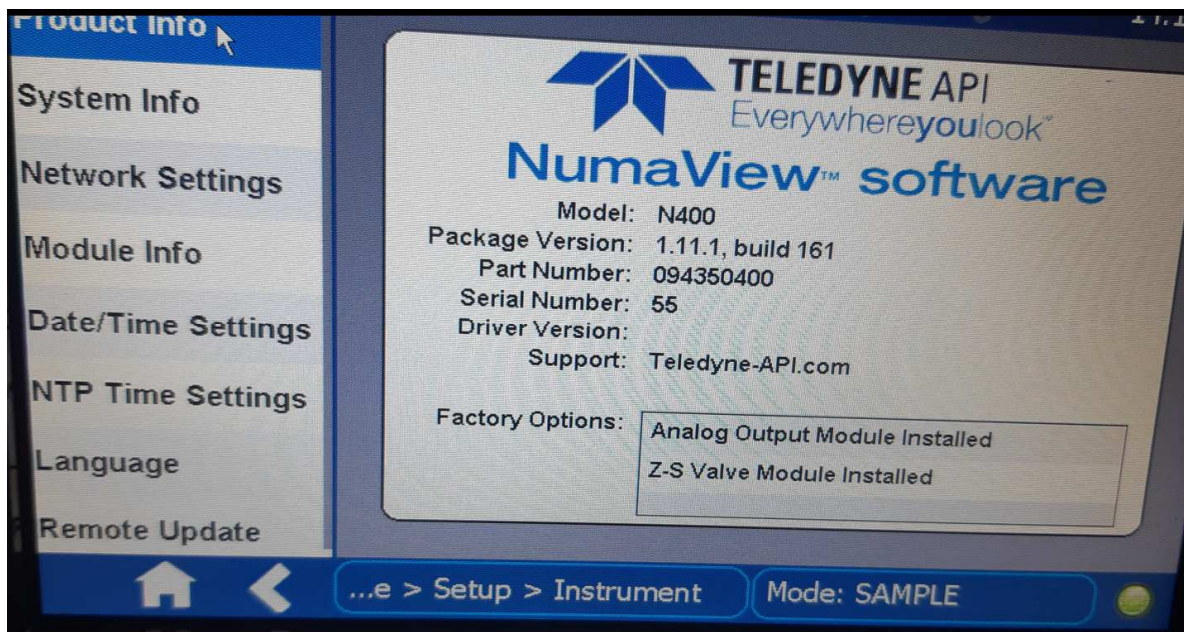 Product Info
System Info
Network Settings
Module Info
Date/Time Settings
NTP Time Settings
Language
Remote Update
TELEDYNE API
Everywhereyoulook™
NumaView™ software
Model: N400
Package Version: 1.11.1, build 161
Part Number: 094350400
Serial Number: 55
Driver Version:
Support: Teledyne-API.com
Factory Options:
Analog Output Module Installed
Z-S Valve Module Installed
...e > Setup > Instrument
Mode: SAMPLE